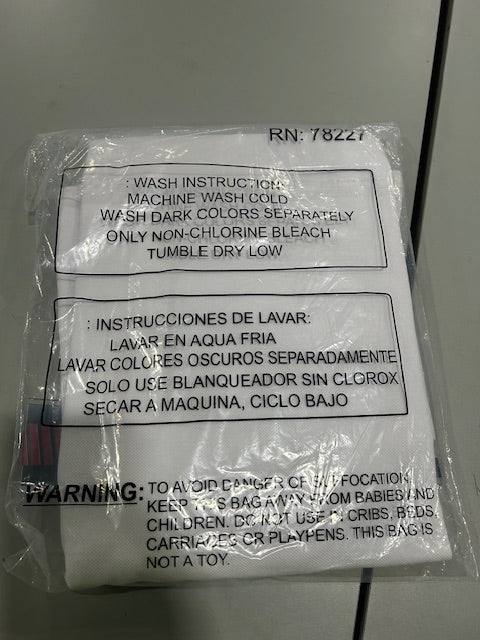 RN: 78227
: WASH INSTRUCTION:
MACHINE WASH COLD
WASH DARK COLORS SEPARATELY
ONLY NON-CHLORINE BLEACH
TUMBLE DRY LOW
: INSTRUCCIONES DE LAVAR:
LAVAR EN AQUA FRIA
LAVAR COLORES OSCUROS SEPARADAMENTE
SOLO USE BLANQUEADOR SIN CLOROX
SECAR A MAQUINA, CICLO BAJO
WARNING: TO AVOID DANGER OF SUFFOCATION,
KEEP THIS BAG AWAY FROM BABIES AND
CHILDREN. DO NOT USE IN CRIBS, BEDS,
CARRIAGES OR PLAYPENS. THIS BAG IS
NOT A TOY.